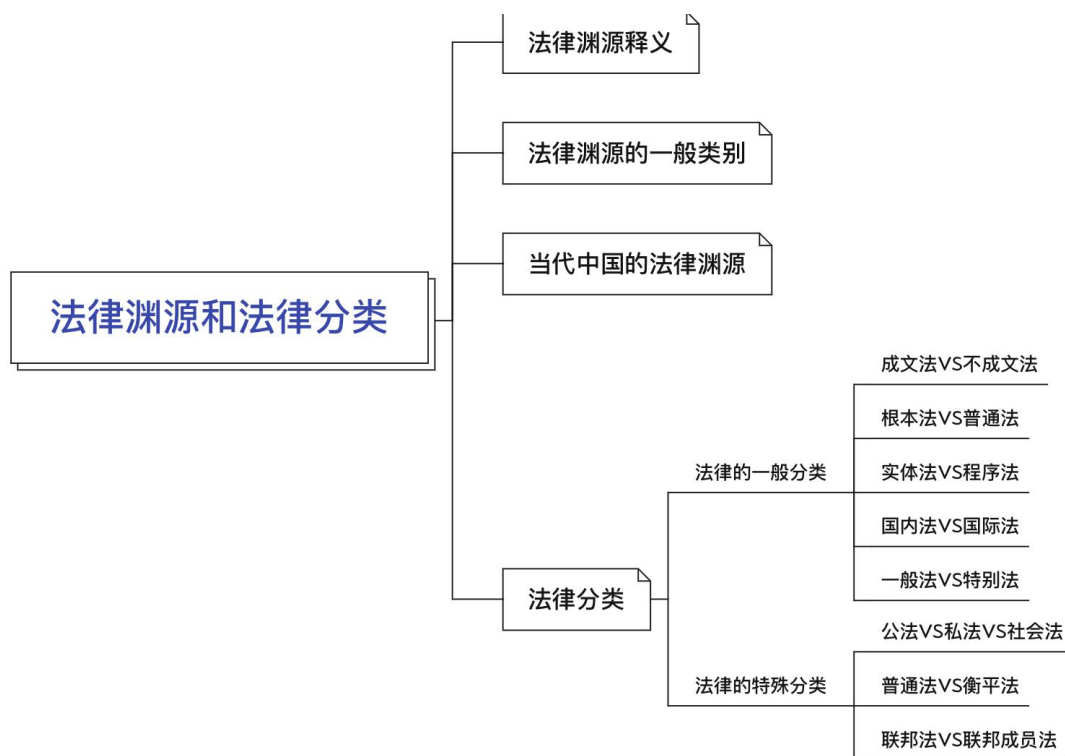 法律渊源释义
法律渊源的一般类别
当代中国的法律渊源
法律渊源和法律分类
法律分类
法律的一般分类
成文法VS不成文法
根本法VS普通法
实体法VS程序法
国内法VS国际法
一般法VS特别法
法律的特殊分类
公法VS私法VS社会法
普通法VS衡平法
联邦法VS联邦成员法